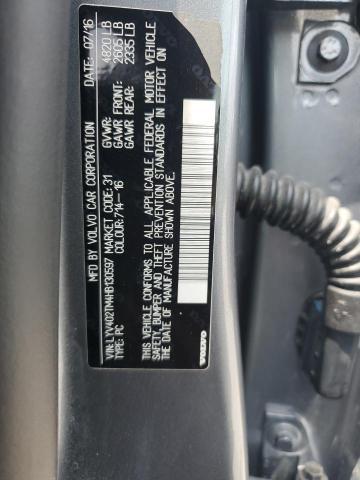 MFD BY VOLVO CAR CORPORATION
DATE: 07/16
VIN: LYV402TM4HB130597 MARKET CODE: 31
GVWR: 4820 LB
TYPE: PC
COLOUR: 714-16
GAWR FRONT: 2605 LB
GAWR REAR: 2335 LB
THIS VEHICLE CONFORMS TO ALL APPLICABLE FEDERAL MOTOR VEHICLE
SAFETY, BUMPER AND THEFT PREVENTION STANDARDS IN EFFECT ON
THE DATE OF MANUFACTURE SHOWN ABOVE.
VOLVO